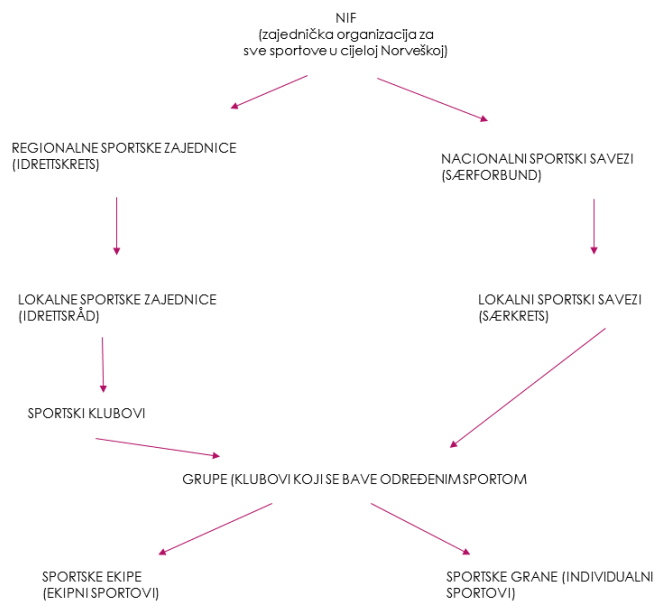 NIF
(zajednička organizacija za
sve sportove u cijeloj Norveškoj)
REGIONALNE SPORTSKE ZAJEDNICE
(IDRETTSKRETS)
NACIONALNI SPORTSKI SAVEZI
(SÆRFORBUND)
LOKALNE SPORTSKE ZAJEDNICE
(IDRETTSRÅD)
LOKALNI SPORTSKI SAVEZI
(SÆRKRETS)
SPORTSKI KLUBOVI
GRUPE (KLUBOVI KOJI SE BAVE ODREĐENIM SPORTOM
SPORTSKE EKIPE
(EKIPNI SPORTOVI)
SPORTSKE GRANE (INDIVIDUALNI
SPORTOVI)